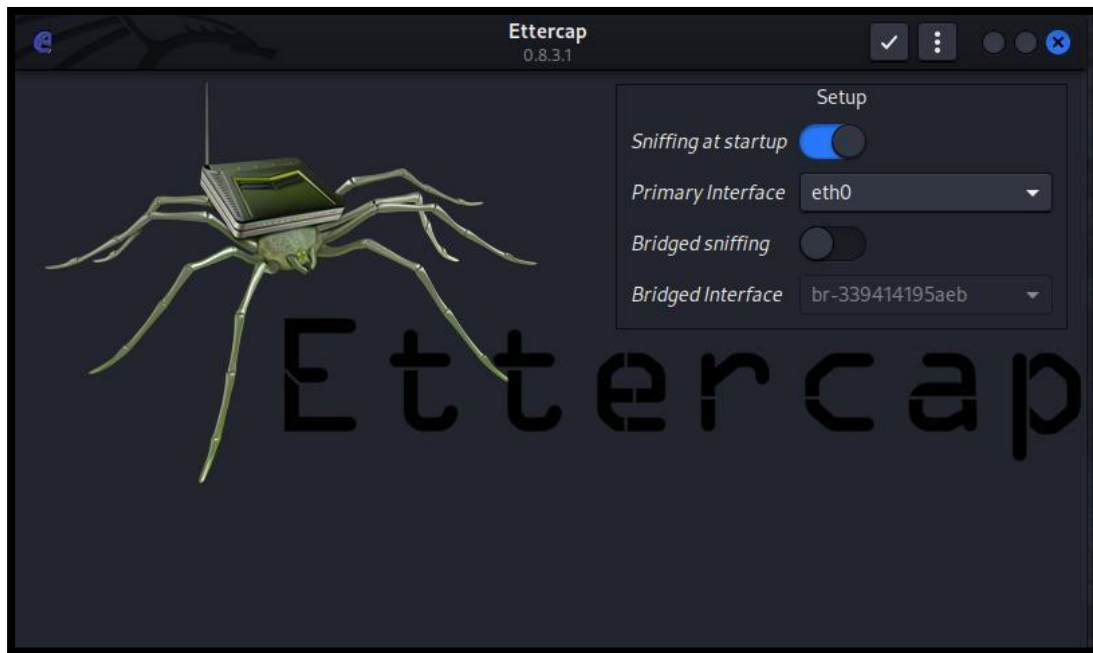 Ettercap
0.8.3.1
Setup
Sniffing at startup
Primary Interface eth0
Bridged sniffing
Bridged Interface br-339414195aeb
Ettercap